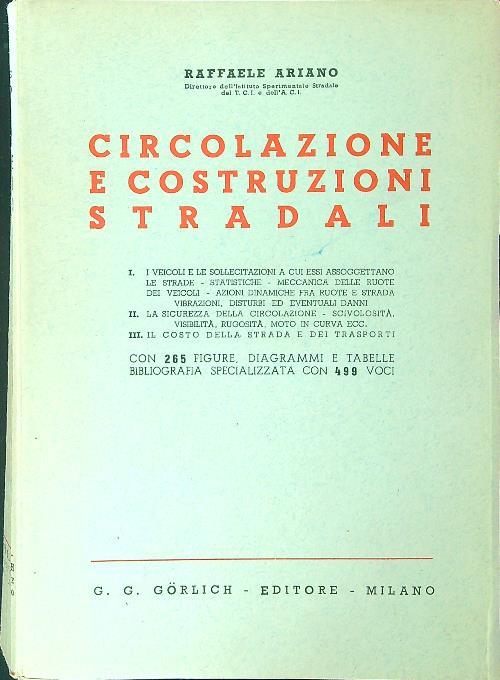 RAFFAELE ARIANO
Direttore dell'Istituto Sperimentale Stradale
del T. C. I. e dell'A. C. I.
CIRCOLAZIONE
E COSTRUZIONI
STRADALI
I. I VEICOLI E LE SOLLECITAZIONI A CUI ESSI ASSOGGETTANO
LE STRADE - STATISTICHE - MECCANICA DELLE RUOTE
DEI VEICOLI - AZIONI DINAMICHE FRA RUOTE E STRADA
VIBRAZIONI, DISTURBI ED EVENTUALI DANNI
II. LA SICUREZZA DELLA CIRCOLAZIONE - SCIVOLOSITÀ,
VISIBILITÀ, RUGOSITÀ, MOTO IN CURVA ECC.
III. IL COSTO DELLA STRADA E DEI TRASPORTI
CON 265 FIGURE, DIAGRAMMI E TABELLE
BIBLIOGRAFIA SPECIALIZZATA CON 499 VOCI
G. G. GÖRLICH - EDITORE - MILANO